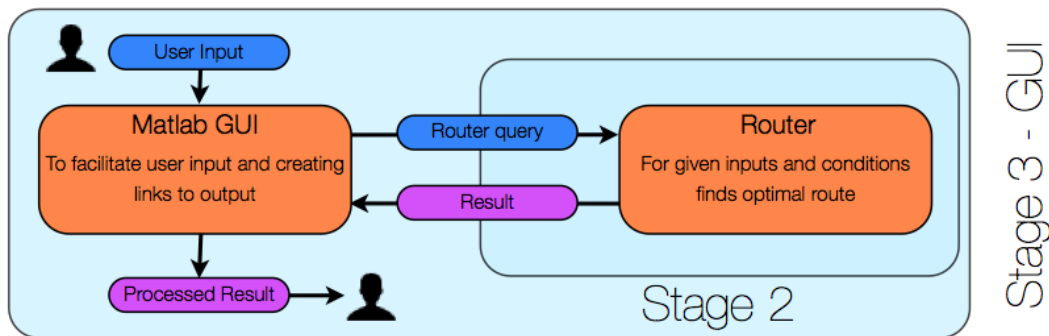 User Input
Matlab GUI
To facilitate user input and creating
links to output
Router query
Result
Router
For given inputs and conditions
finds optimal route
Processed Result
Stage 2
Stage 3 - GUI